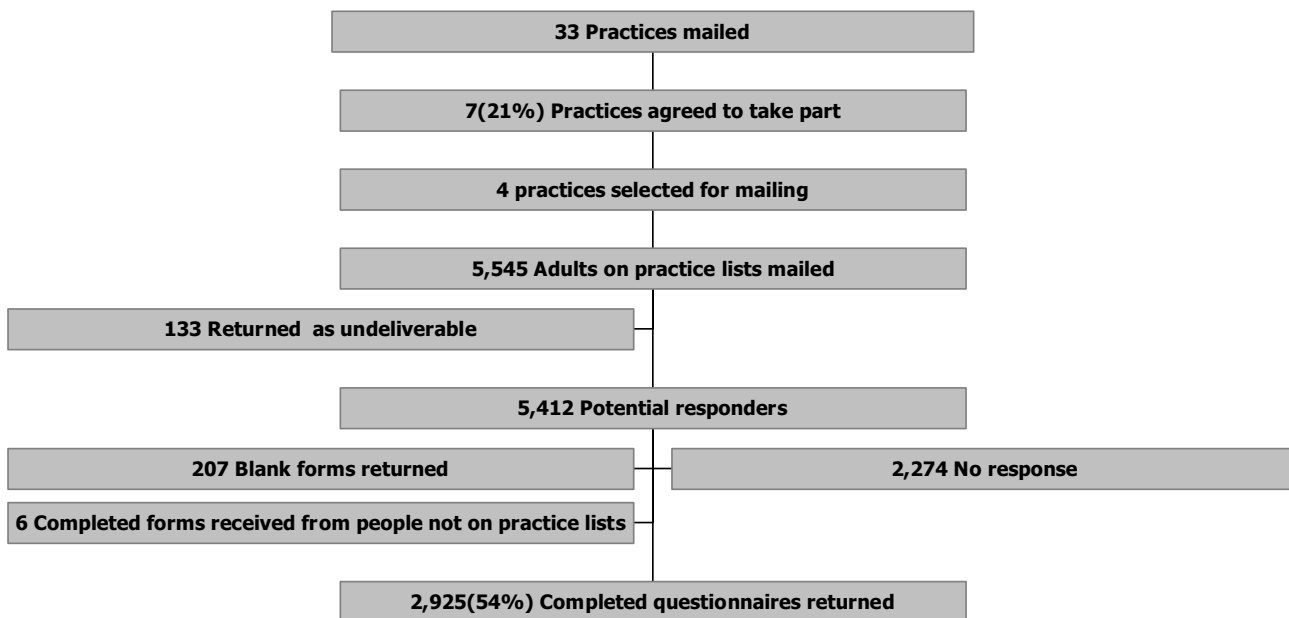 33 Practices mailed
7(21%) Practices agreed to take part
4 practices selected for mailing
5,545 Adults on practice lists mailed
133 Returned as undeliverable
5,412 Potential responders
207 Blank forms returned
2,274 No response
6 Completed forms received from people not on practice lists
2,925(54%) Completed questionnaires returned